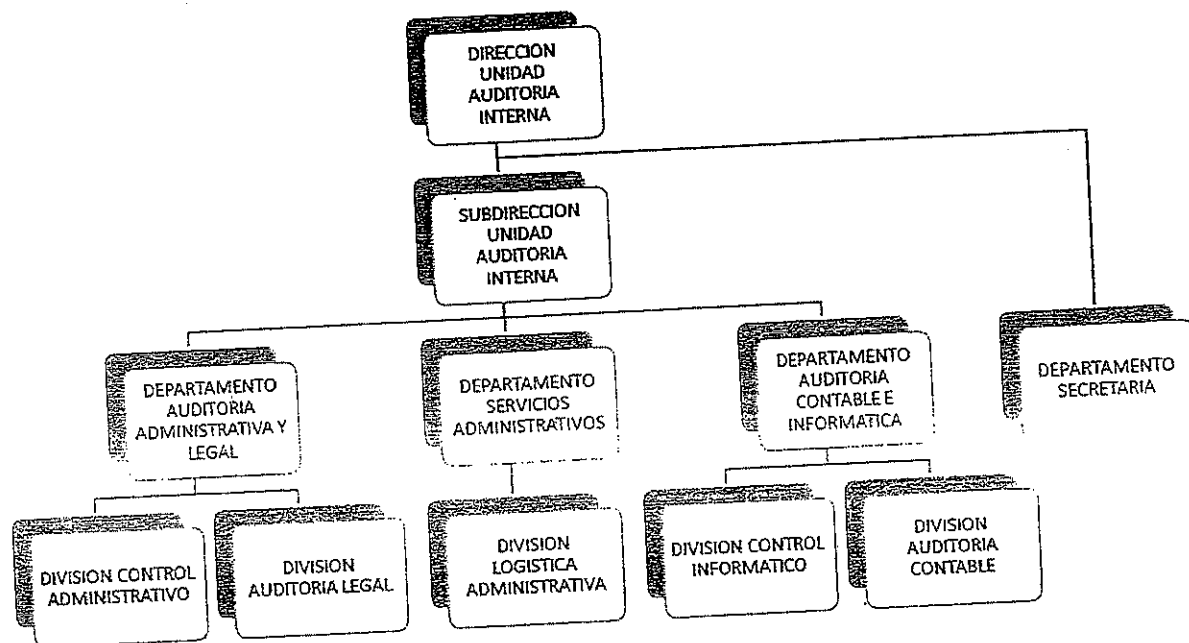 DIRECCION
UNIDAD
AUDITORIA
INTERNA
SUBDIRECCION
UNIDAD
AUDITORIA
INTERNA
DEPARTAMENTO
AUDITORIA
ADMINISTRATIVA Y
LEGAL
DEPARTAMENTO
SERVICIOS
ADMINISTRATIVOS
DEPARTAMENTO
AUDITORIA
CONTABLE E
INFORMATICA
DEPARTAMENTO
SECRETARIA
DIVISION CONTROL
ADMINISTRATIVO
DIVISION
AUDITORIA LEGAL
DIVISION
LOGISTICA
ADMINISTRATIVA
DIVISION CONTROL
INFORMATICO
DIVISION
AUDITORIA
CONTABLE